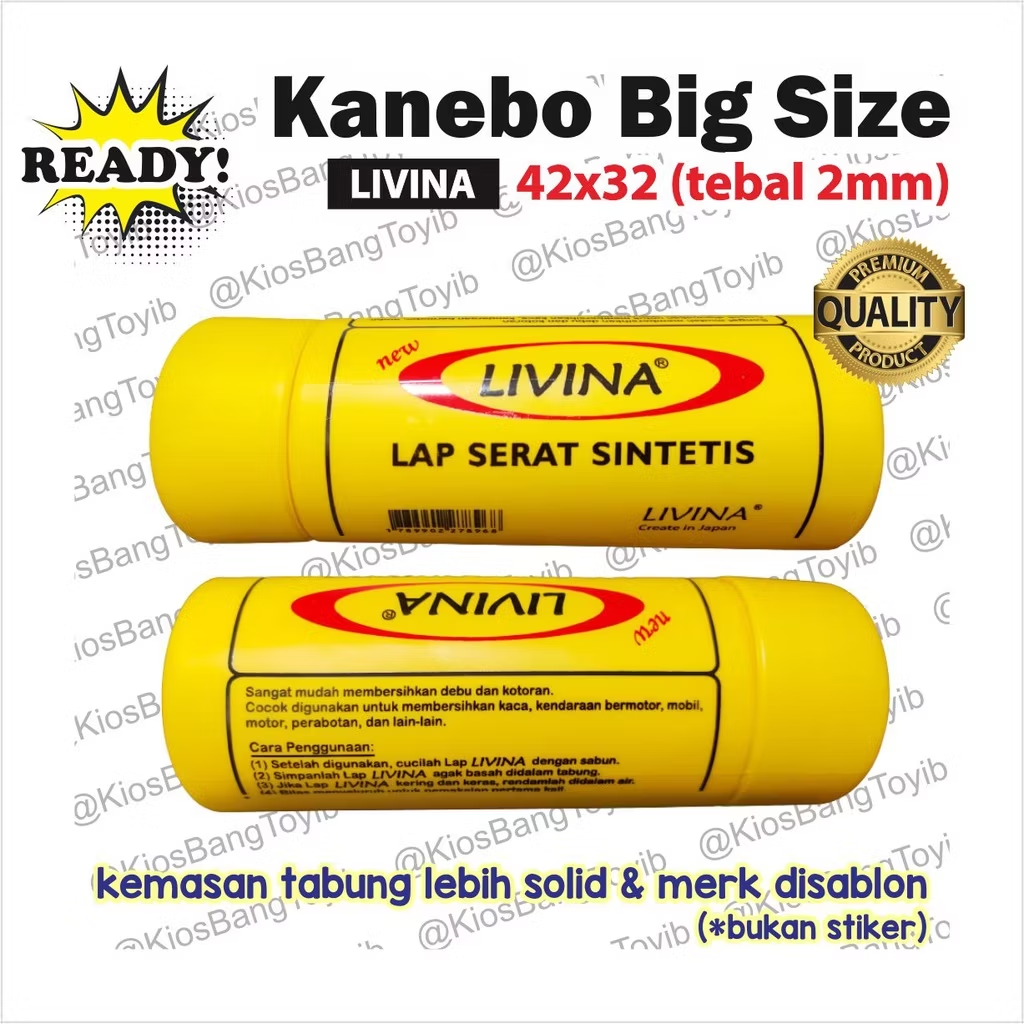 READY!
Kanebo Big Size
LIVINA 42x32 (tebal 2mm)
PREMIUM
QUALITY
PRODUCT
new
LIVINA®
LAP SERAT SINTETIS
LIVINA®
Create in Japan
LIVINA®
new
Sangat mudah membersihkan debu dan kotoran.
Cocok digunakan untuk membersihkan kaca, kendaraan bermotor, mobil,
motor, perabotan, dan lain-lain.
Cara Penggunaan:
(1) Setelah digunakan, cucilah Lap LIVINA dengan sabun.
(2) Simpanlah Lap LIVINA agak basah didalam tabung.
(3) Jika Lap LIVINA kering dan keras, rendamlah didalam air.
kemasan tabung lebih solid & merk disablon
(*bukan stiker)
@KiosBangToyib